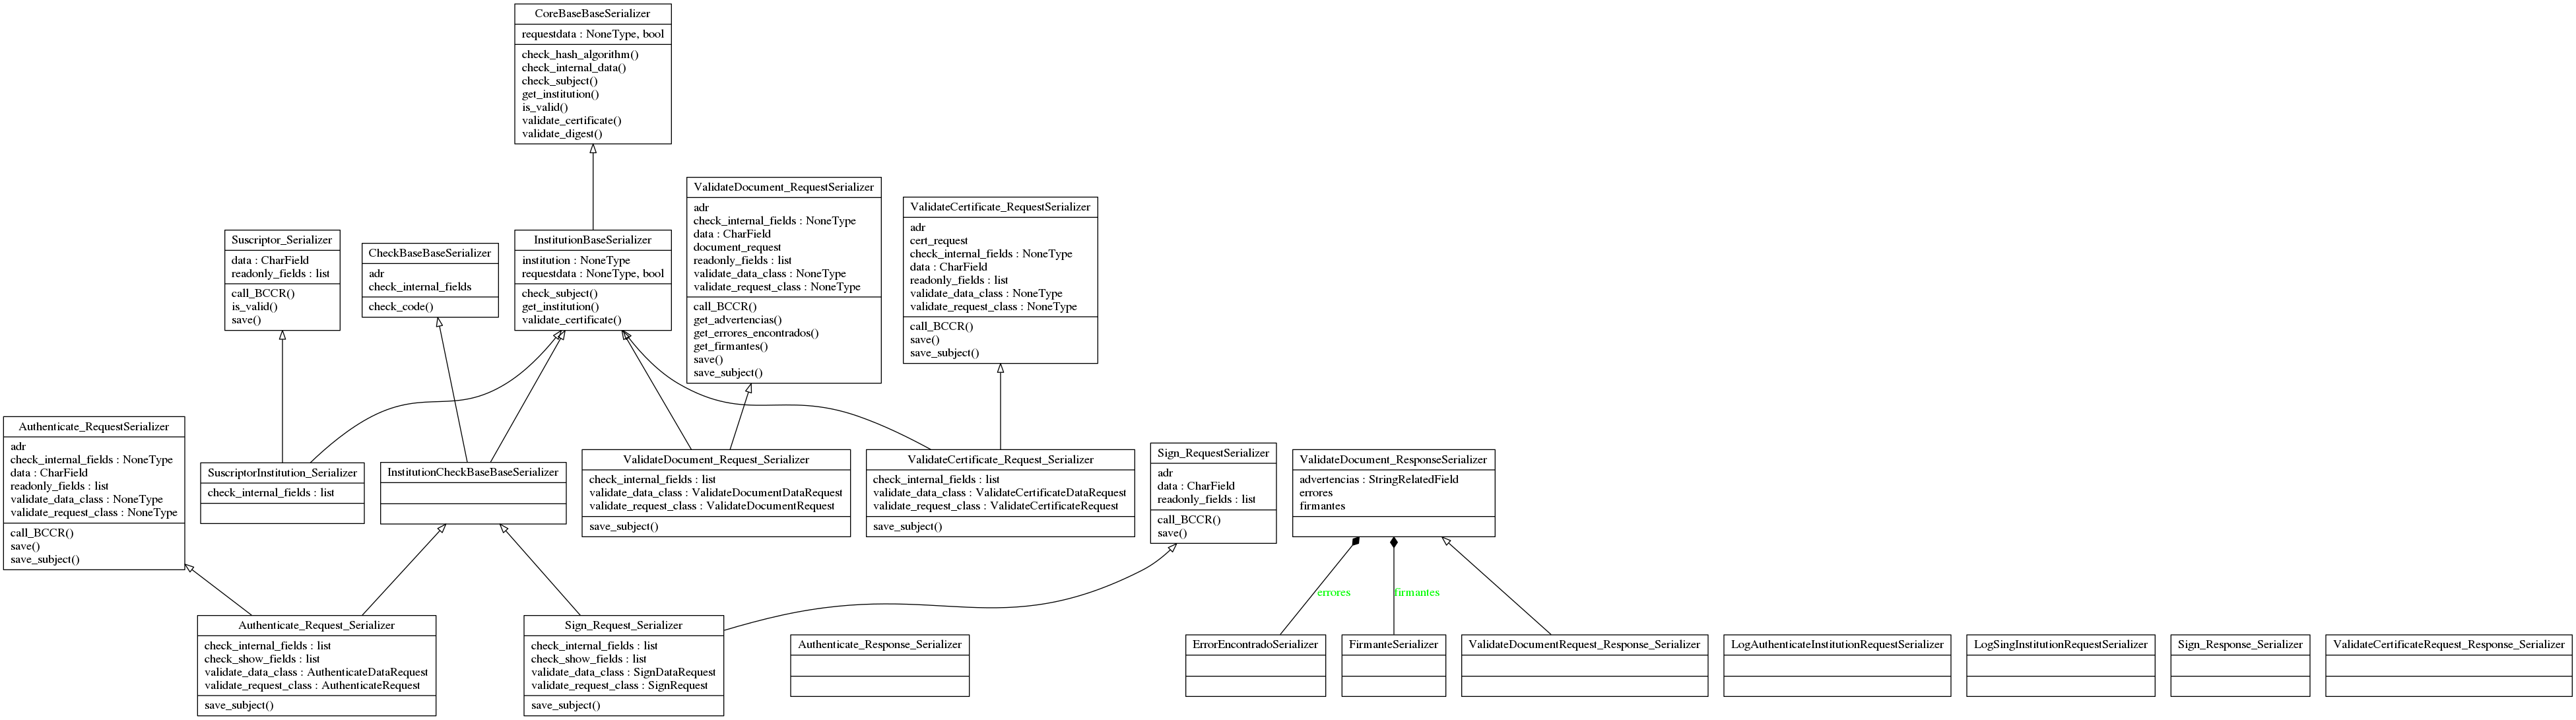 CoreBaseBaseSerializer
requestdata : NoneType, bool
check_hash_algorithm()
check_internal_data()
check_subject()
get_institution()
is_valid()
validate_certificate()
validate_digest()
Suscriptor_Serializer
data : CharField
readonly_fields : list
call_BCCR()
is_valid()
save()
CheckBaseBaseSerializer
adr
check_internal_fields
check_code()
InstitutionBaseSerializer
institution : NoneType
requestdata : NoneType, bool
check_subject()
get_institution()
validate_certificate()
ValidateDocument_RequestSerializer
adr
check_internal_fields : NoneType
data : CharField
document_request
readonly_fields : list
validate_data_class : NoneType
validate_request_class : NoneType
call_BCCR()
get_advertencias()
get_errores_encontrados()
get_firmantes()
save()
save_subject()
ValidateCertificate_RequestSerializer
adr
cert_request
check_internal_fields : NoneType
data : CharField
readonly_fields : list
validate_data_class : NoneType
validate_request_class : NoneType
call_BCCR()
save()
save_subject()
Authenticate_RequestSerializer
adr
check_internal_fields : NoneType
data : CharField
readonly_fields : list
validate_data_class : NoneType
validate_request_class : NoneType
call_BCCR()
save()
save_subject()
SuscriptorInstitution_Serializer
check_internal_fields : list
InstitutionCheckBaseBaseSerializer
ValidateDocument_Request_Serializer
check_internal_fields : list
validate_data_class : ValidateDocumentDataRequest
validate_request_class : ValidateDocumentRequest
save_subject()
ValidateCertificate_Request_Serializer
check_internal_fields : list
validate_data_class : ValidateCertificateDataRequest
validate_request_class : ValidateCertificateRequest
save_subject()
Sign_RequestSerializer
adr
data : CharField
readonly_fields : list
call_BCCR()
save()
ValidateDocument_ResponseSerializer
advertencias : StringRelatedField
errores
firmantes
errores
firmantes
Authenticate_Request_Serializer
check_internal_fields : list
check_show_fields : list
validate_data_class : AuthenticateDataRequest
validate_request_class : AuthenticateRequest
save_subject()
Sign_Request_Serializer
check_internal_fields : list
check_show_fields : list
validate_data_class : SignDataRequest
validate_request_class : SignRequest
save_subject()
Authenticate_Response_Serializer
ErrorEncontradoSerializer
FirmanteSerializer
ValidateDocumentRequest_Response_Serializer
LogAuthenticateInstitutionRequestSerializer
LogSingInstitutionRequestSerializer
Sign_Response_Serializer
ValidateCertificateRequest_Response_Serializer